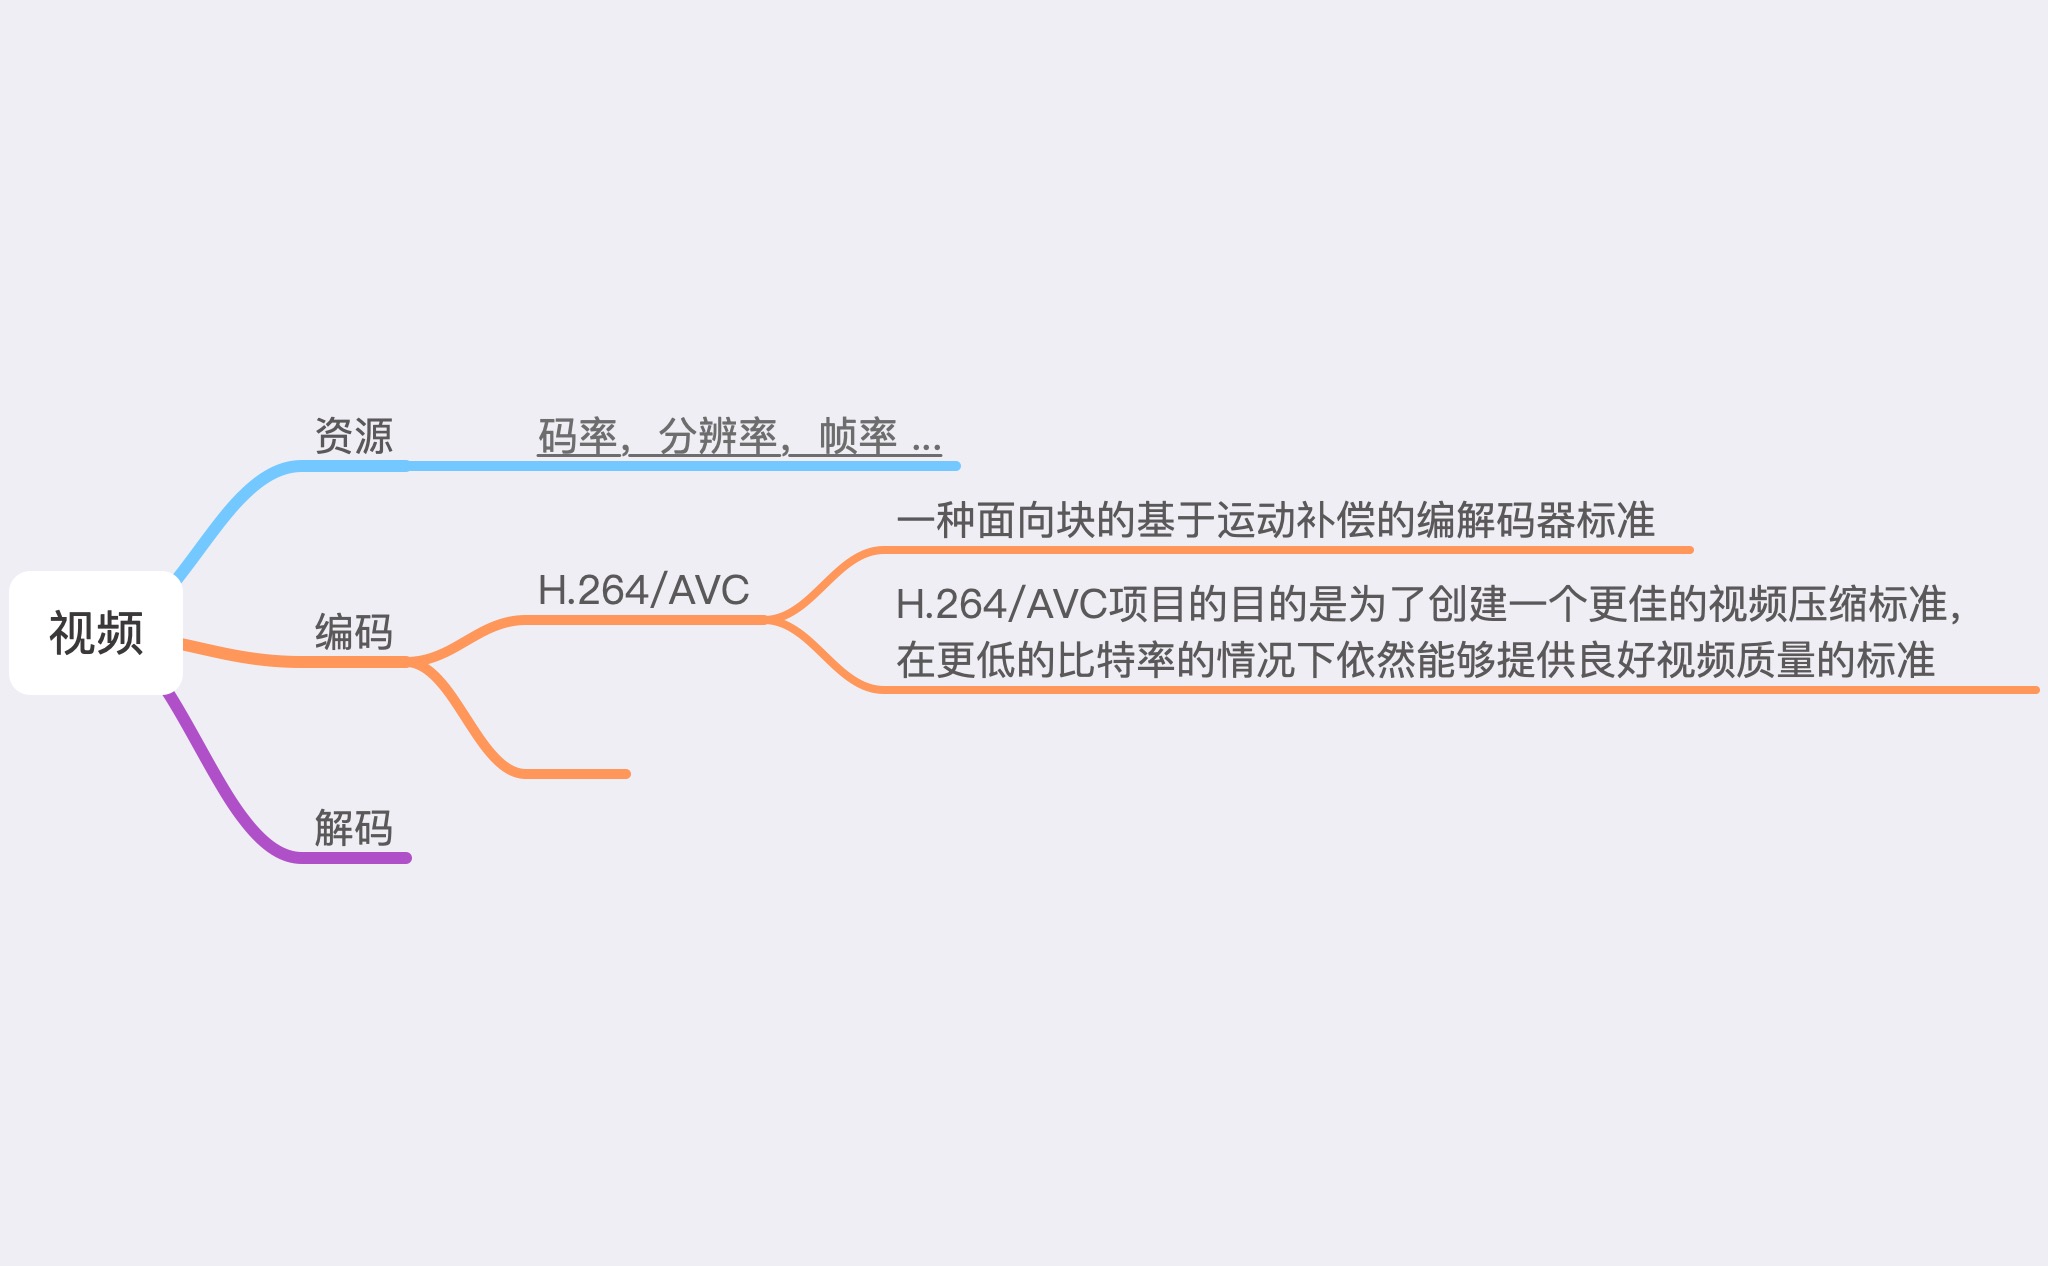 资源
码率，分辨率，帧率 ...
一种面向块的基于运动补偿的编解码器标准
H.264/AVC
H.264/AVC项目的目的是为了创建一个更佳的视频压缩标准，
在更低的比特率的情况下依然能够提供良好视频质量的标准
视频
编码
解码